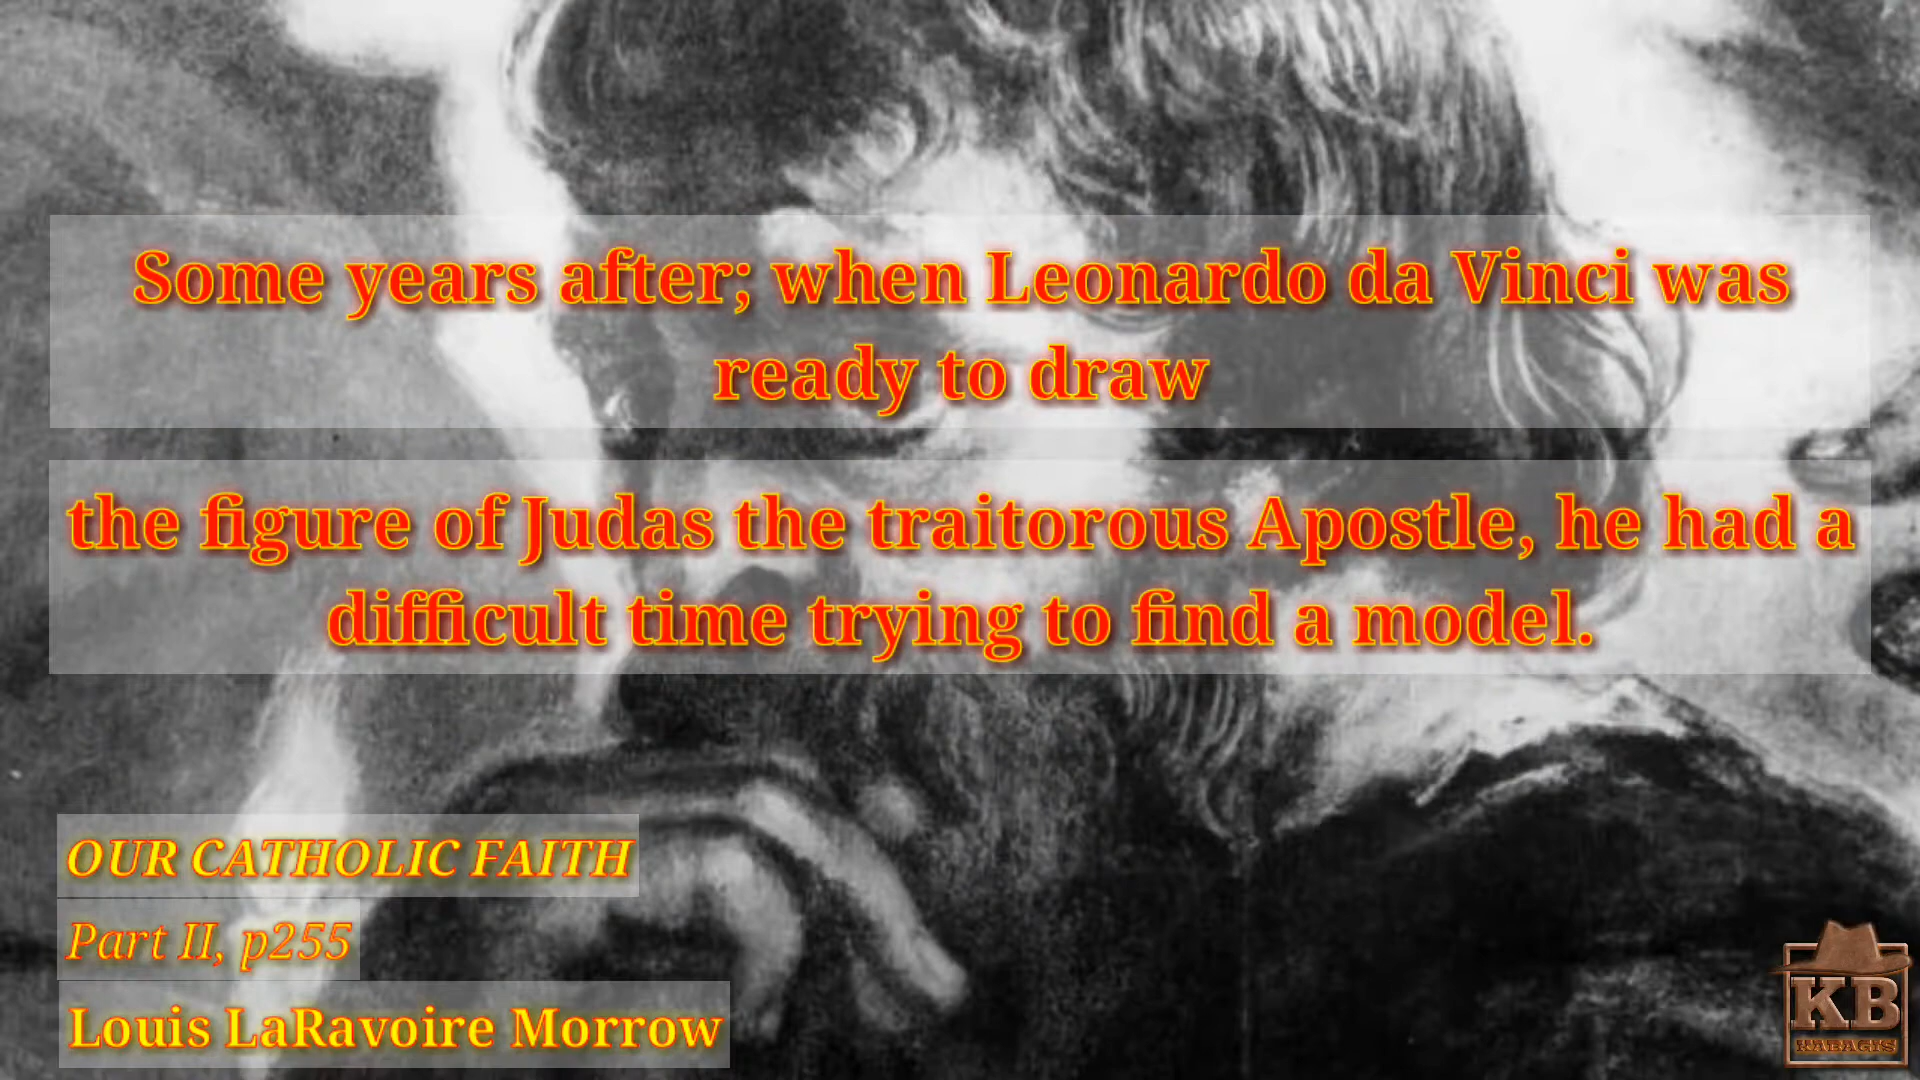 Some years after; when Leonardo da Vinci was
ready to draw
the figure of Judas the traitorous Apostle, he had a
difficult time trying to find a model.
OUR CATHOLIC FAITH
Part II, p255
Louis LaRavoire Morrow
KB
KABAGIS